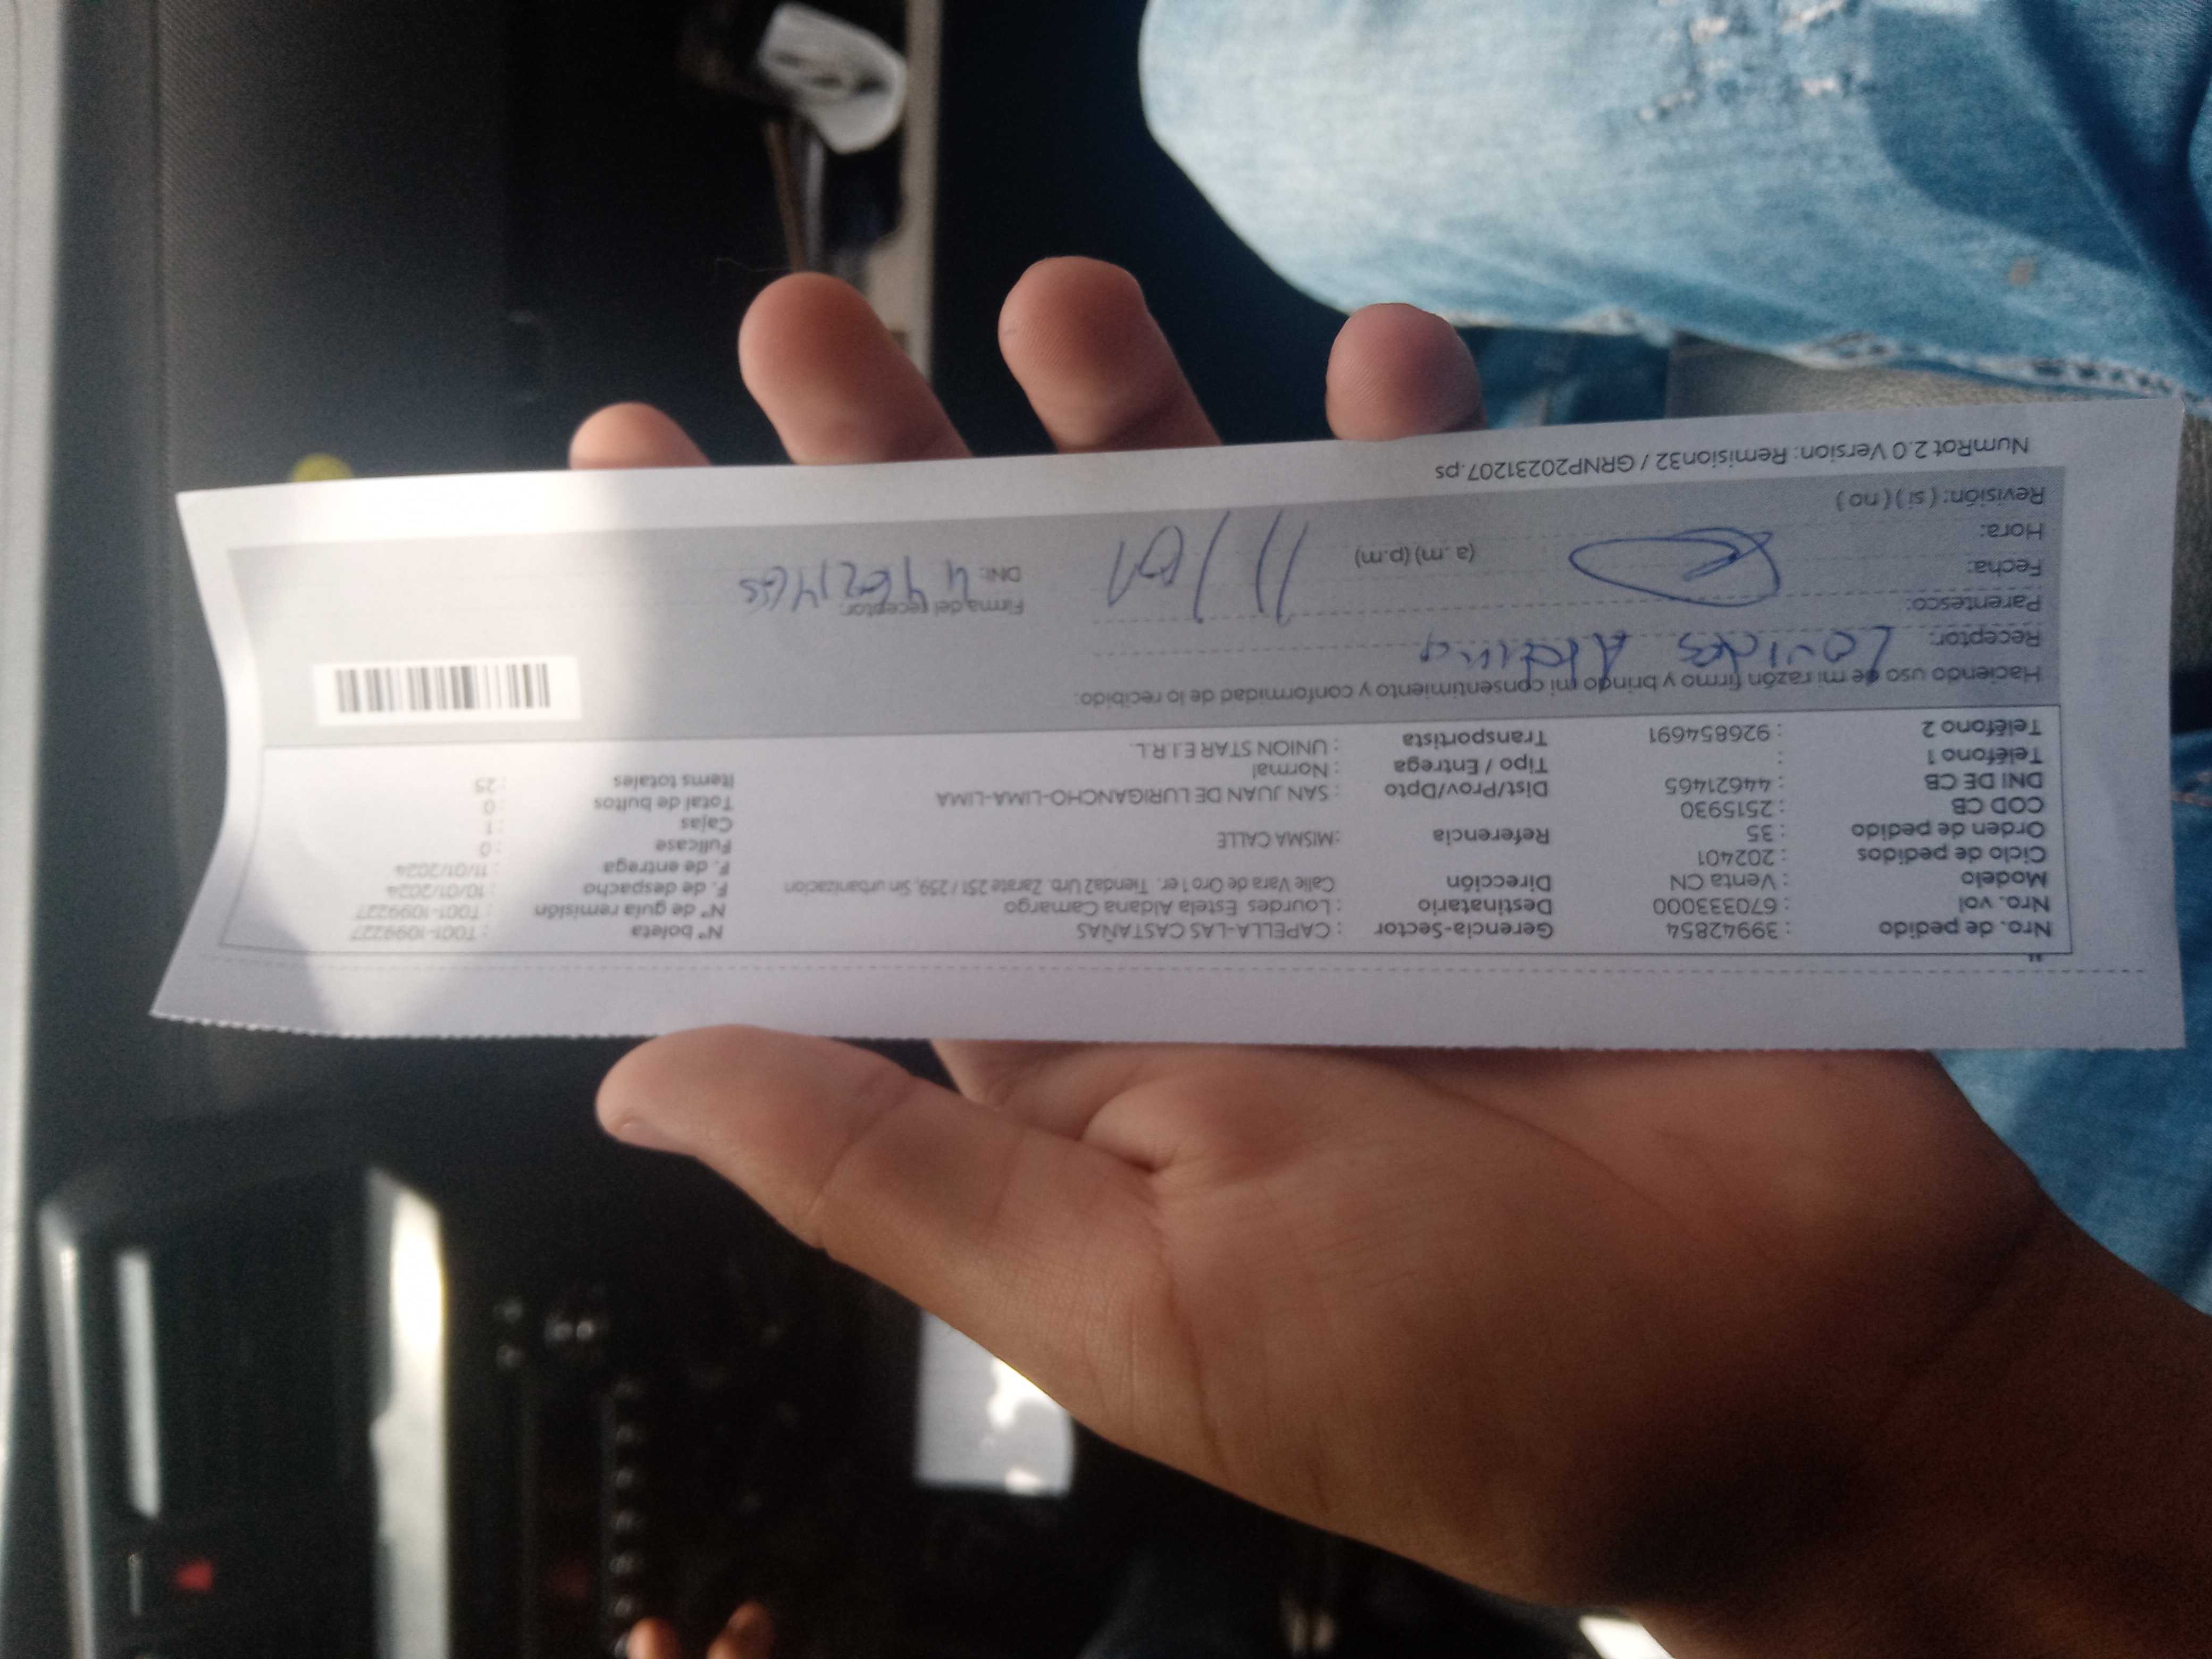 Nro. de pedido : 39942854 Gerencia-Sector : CAPELLA-LAS CASTAÑAS Nº boleta : T001-1099227
Nro. vol : 670333000 Destinatario : Lourdes Estela Aldana Camargo Nº de guía remisión : T001-1099227
Modelo : Venta CN Dirección Calle Vara de Oro 1er. Tienda2 Urb. Zarate 251 / 259, Sin urbanizacion F. de despacho : 10/01/2024
Ciclo de pedidos : 202401 F. de entrega : 11/01/2024
Orden de pedido : 35 Referencia :MISMA CALLE Fullcase : 0
COD CB : 2515930 Cajas : 1
DNI DE CB : 44621465 Dist/Prov/Dpto : SAN JUAN DE LURIGANCHO-LIMA-LIMA Total de bultos : 0
Teléfono 1 : Tipo / Entrega : Normal Items totales : 25
Teléfono 2 : 926854691 Transportista : UNION STAR E.I.R.L.
Haciendo uso de mi razón firmo y brindo mi consentimiento y conformidad de lo recibido:
Receptor: Lourdes
Parentesco: Firma del receptor:
Fecha: 11/01 DNI:
Hora: (a. m) (p.m)
Revisión: ( si ) ( no )
NumRot 2.0 Version: Remision32 / GRNP20231207.ps